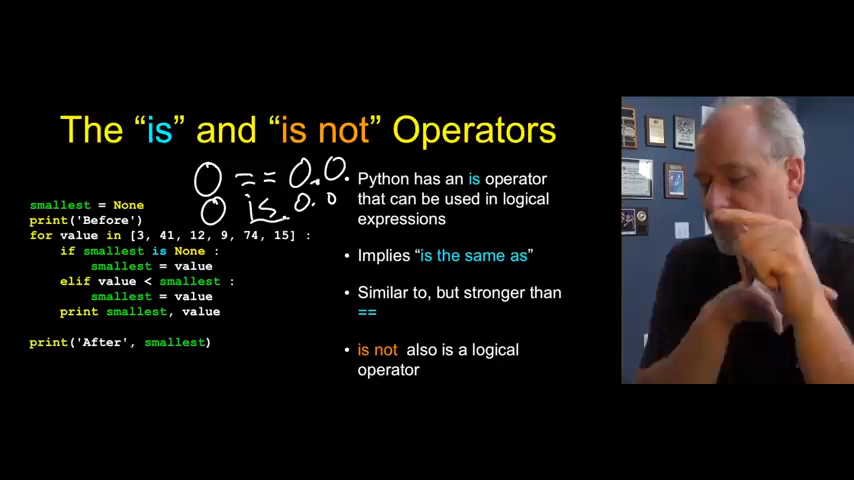 The “is” and “is not” Operators
0 == 0.0
0 is 0.0
smallest = None
print('Before')
for value in [3, 41, 12, 9, 74, 15] :
if smallest is None :
smallest = value
elif value < smallest :
smallest = value
print smallest, value
print('After', smallest)
• Python has an is operator
that can be used in logical
expressions
• Implies “is the same as”
• Similar to, but stronger than
==
• is not also is a logical
operator